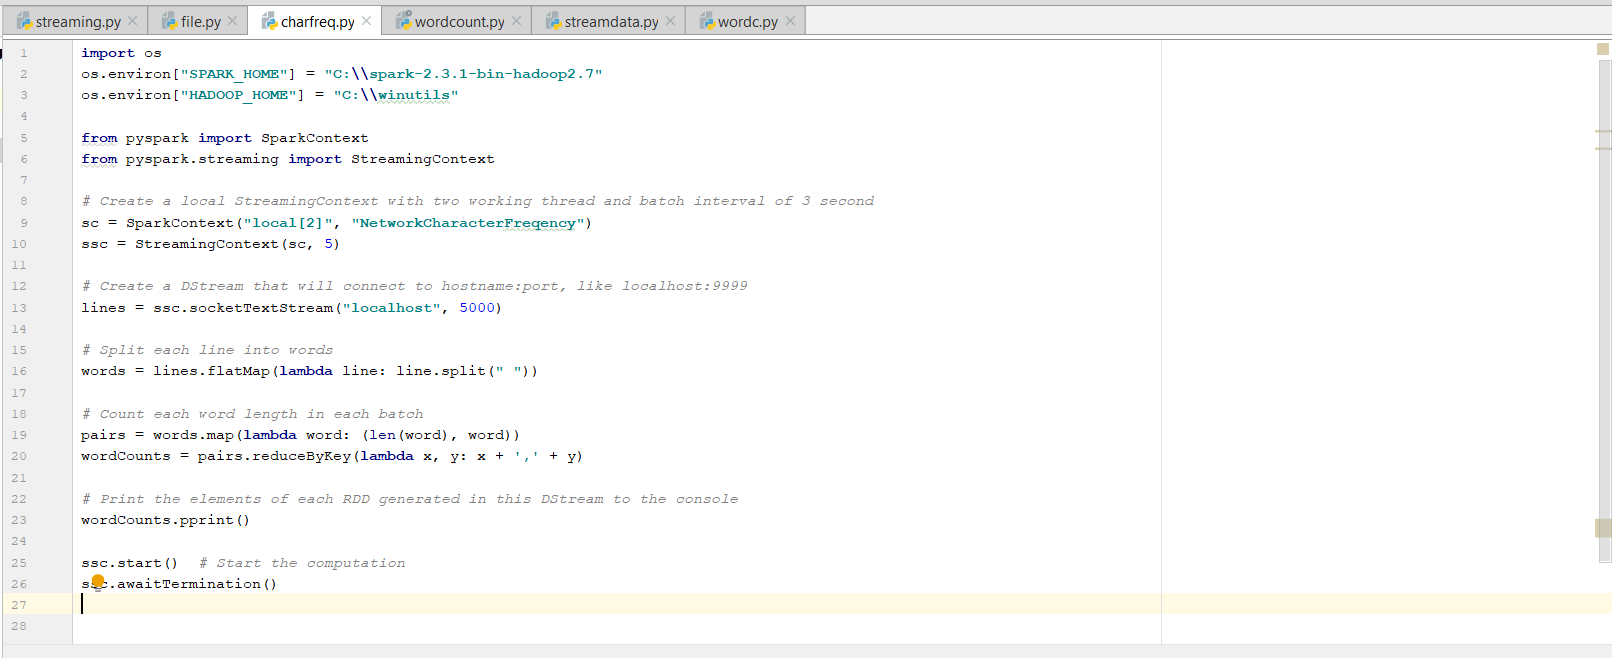 streaming.py file.py charfreq.py wordcount.py streamdata.py wordc.py
1 import os
2 os.environ["SPARK_HOME"] = "C:\\spark-2.3.1-bin-hadoop2.7"
3 os.environ["HADOOP_HOME"] = "C:\\winutils"
4
5 from pyspark import SparkContext
6 from pyspark.streaming import StreamingContext
7
8 # Create a local StreamingContext with two working thread and batch interval of 3 second
9 sc = SparkContext("local[2]", "NetworkCharacterFreqency")
10 ssc = StreamingContext(sc, 5)
11
12 # Create a DStream that will connect to hostname:port, like localhost:9999
13 lines = ssc.socketTextStream("localhost", 5000)
14
15 # Split each line into words
16 words = lines.flatMap(lambda line: line.split(" "))
17
18 # Count each word length in each batch
19 pairs = words.map(lambda word: (len(word), word))
20 wordCounts = pairs.reduceByKey(lambda x, y: x + ',' + y)
21
22 # Print the elements of each RDD generated in this DStream to the console
23 wordCounts.pprint()
24
25 ssc.start()  # Start the computation
26 ssc.awaitTermination()
27
28